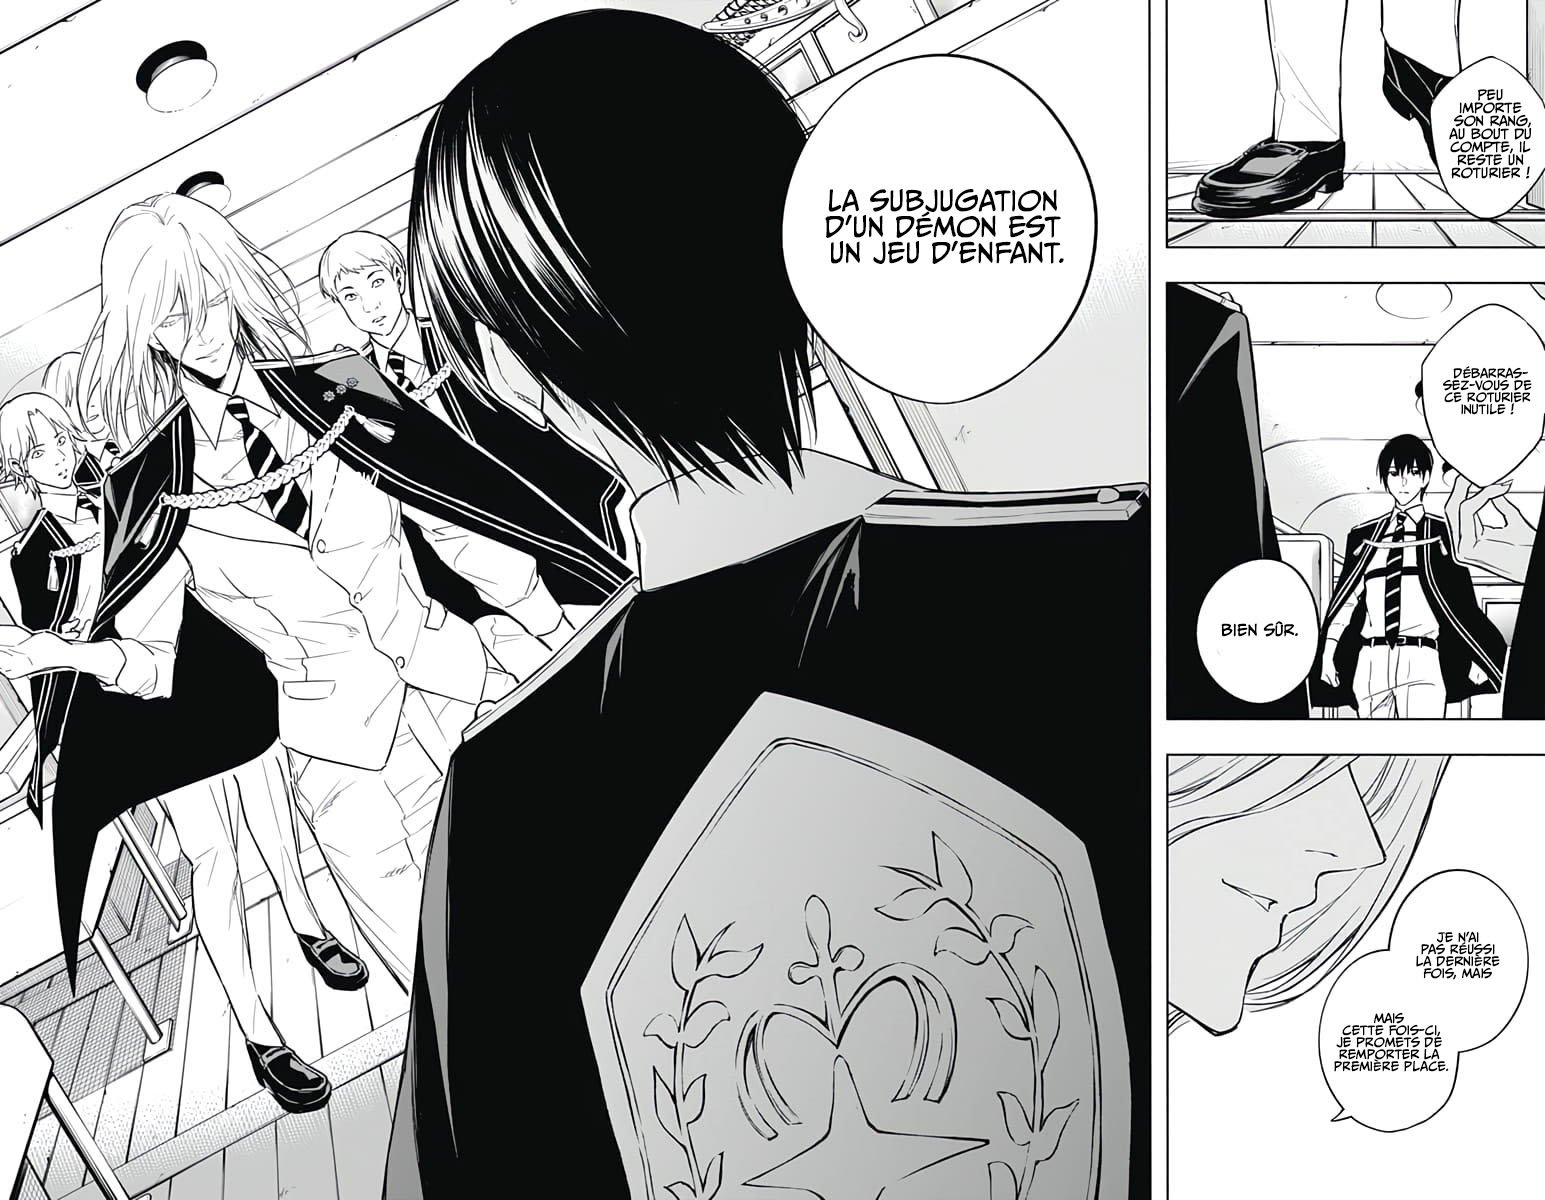 PEU
IMPORTE
SON RANG,
AU BOUT DU
COMPTE, IL
RESTE UN
ROTURIER !
DÉBARRAS-
SEZ-VOUS DE
CE ROTURIER
INUTILE !
BIEN SÛR.
JE N'AI
PAS RÉUSSI
LA DERNIÈRE
FOIS, MAIS
MAIS
CETTE FOIS-CI,
JE PROMETS DE
REMPORTER LA
PREMIÈRE PLACE.
LA SUBJUGATION
D'UN DÉMON EST
UN JEU D'ENFANT.